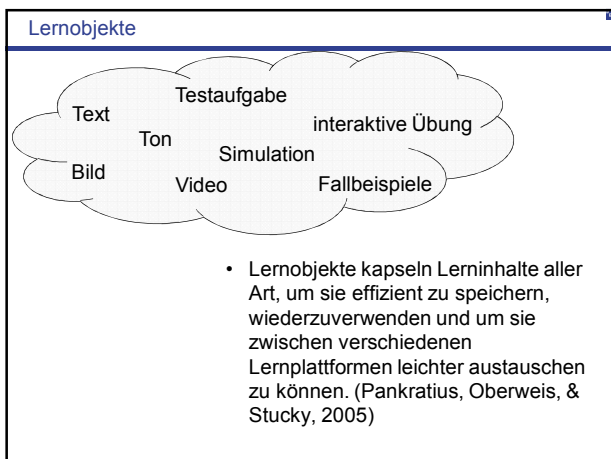 Lernobjekte
Testaufgabe
Text
interaktive Übung
Ton
Simulation
Bild
Video
Fallbeispiele
• Lernobjekte kapseln Lerninhalte aller
Art, um sie effizient zu speichern,
wiederzuverwenden und um sie
zwischen verschiedenen
Lernplattformen leichter austauschen
zu können. (Pankratius, Oberweis, &
Stucky, 2005)